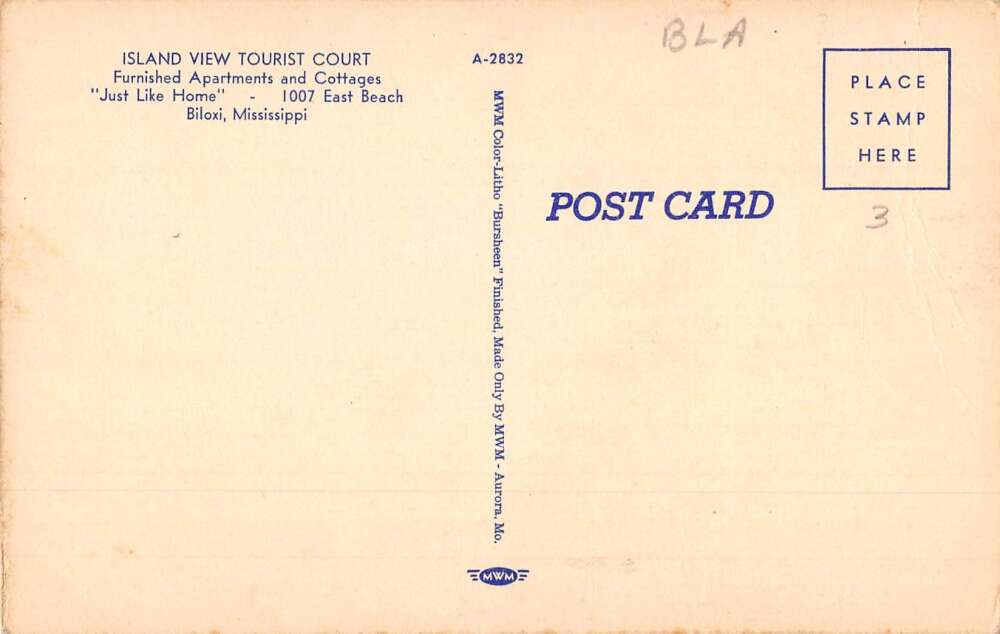 ISLAND VIEW TOURIST COURT
Furnished Apartments and Cottages
"Just Like Home" - 1007 East Beach
Biloxi, Mississippi
A-2832
MWM Color-Litho "Bursheen" Finished, Made Only By MWM - Aurora, Mo.
MWM
BLA
POST CARD
PLACE
STAMP
HERE
3